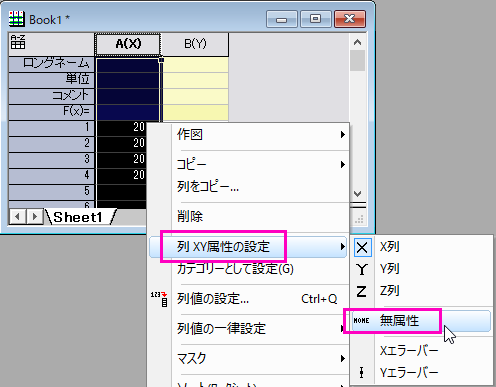 Book1 *
A(X) B(Y)
ロングネーム
単位
コメント
F(x)=
1 20
2 20
3 20
4 20
5
6
Sheet1
作図
コピー
列をコピー...
削除
列 XY属性の設定
カテゴリーとして設定(G)
列値の設定... Ctrl+Q
列値の一律設定
マスク
X列
Y列
Z列
無属性
Xエラーバー
Yエラーバー